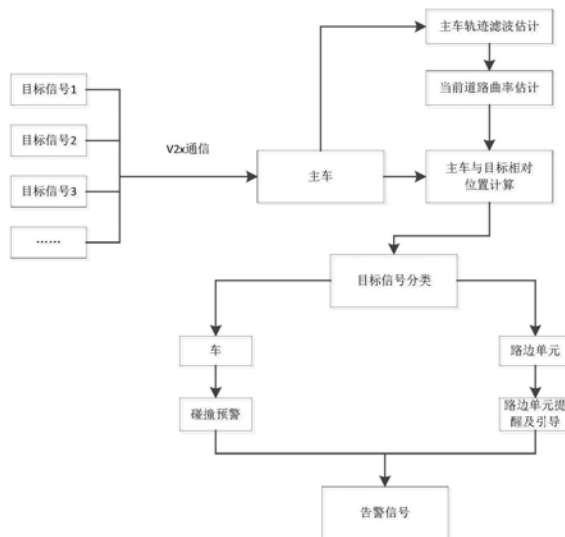 主车轨迹滤波估计
目标信号1
当前道路曲率估计
目标信号2
V2x通信
主车
主车与目标相对
位置计算
目标信号3
……
目标信号分类
车
路边单元
碰撞预警
路边单元提
醒及引导
告警信号